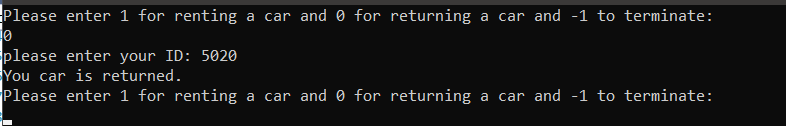 Please enter 1 for renting a car and 0 for returning a car and -1 to terminate:
0
please enter your ID: 5020
You car is returned.
Please enter 1 for renting a car and 0 for returning a car and -1 to terminate: